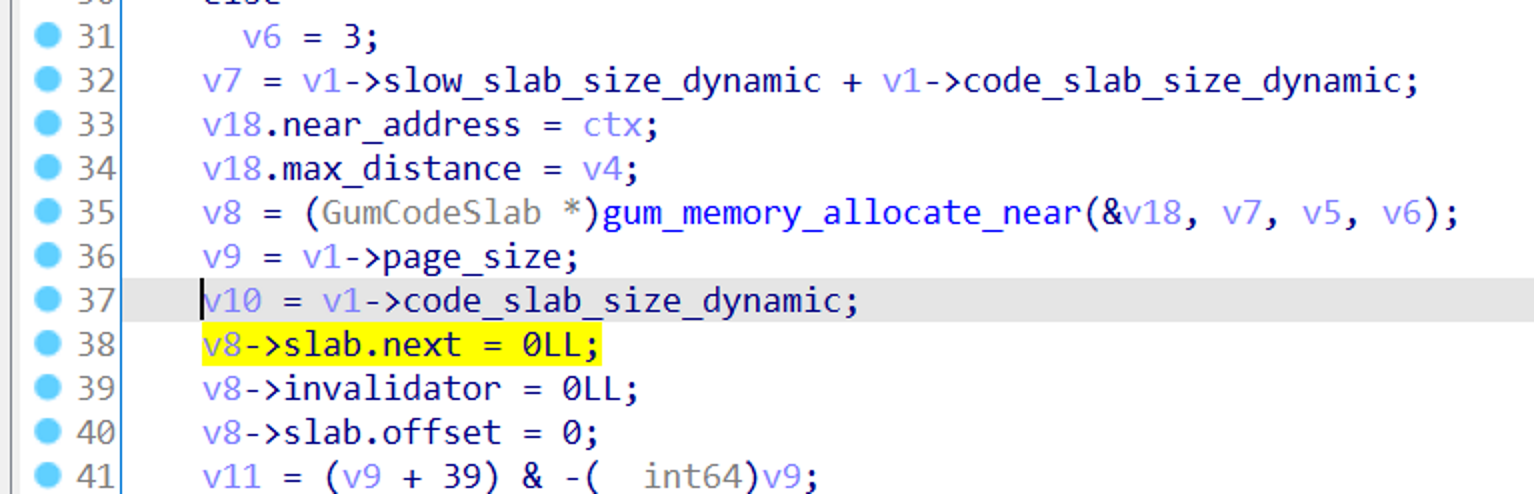 else
31 v6 = 3;
32 v7 = v1->slow_slab_size_dynamic + v1->code_slab_size_dynamic;
33 v18.near_address = ctx;
34 v18.max_distance = v4;
35 v8 = (GumCodeSlab *)gum_memory_allocate_near(&v18, v7, v5, v6);
36 v9 = v1->page_size;
37 v10 = v1->code_slab_size_dynamic;
38 v8->slab.next = 0LL;
39 v8->invalidator = 0LL;
40 v8->slab.offset = 0;
41 v11 = (v9 + 39) & -(  int64)v9;